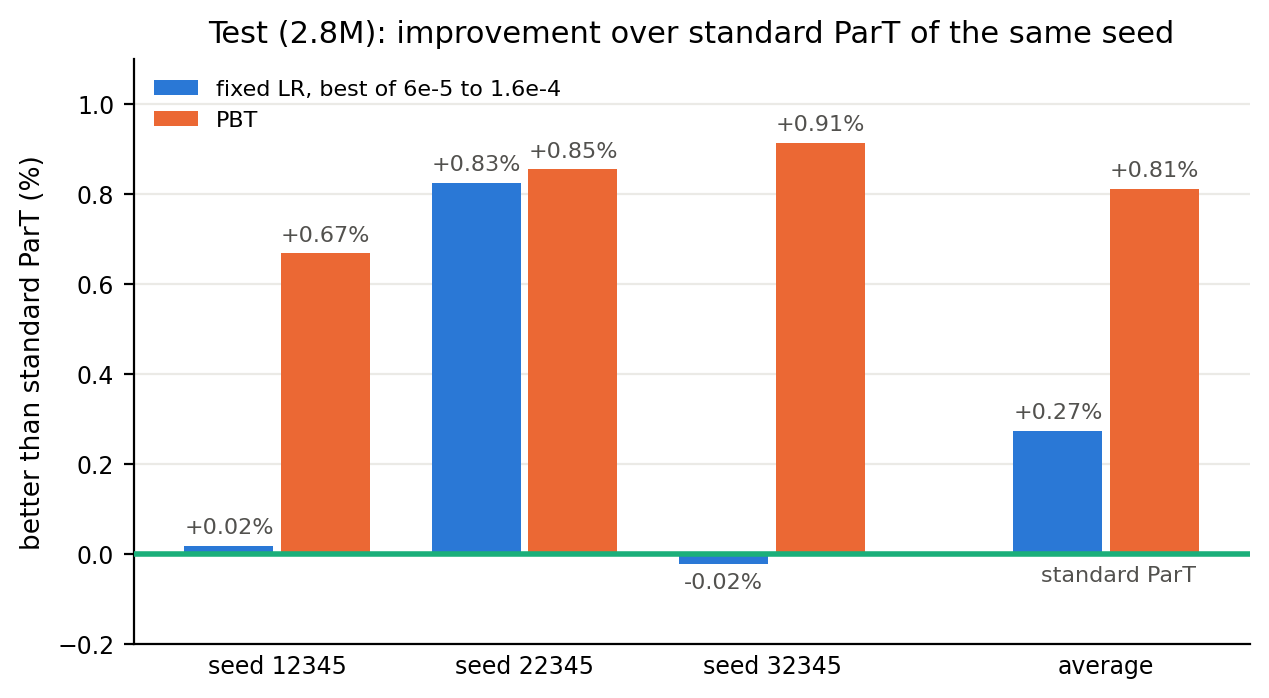 Test (2.8M): improvement over standard ParT of the same seed
better than standard ParT (%)
fixed LR, best of 6e-5 to 1.6e-4
PBT
1.0
0.8
0.6
0.4
0.2
0.0
−0.2
+0.02%
+0.67%
+0.83%
+0.85%
-0.02%
+0.91%
+0.27%
+0.81%
standard ParT
seed 12345
seed 22345
seed 32345
average